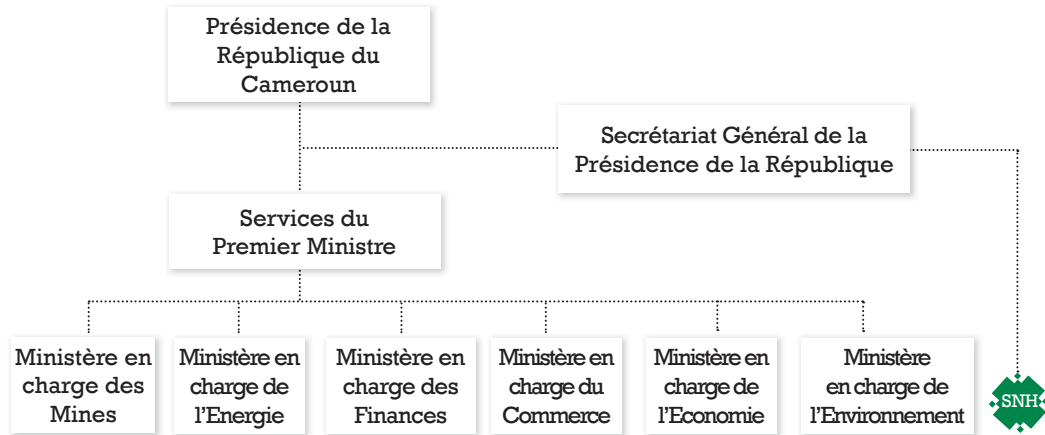 Présidence de la
République du
Cameroun
Secrétariat Général de la
Présidence de la République
Services du
Premier Ministre
Ministère en
charge des
Mines
Ministère en
charge de
l'Energie
Ministère en
charge des
Finances
Ministère en
charge du
Commerce
Ministère en
charge de
l'Economie
Ministère
en charge de
l'Environnement
SNH